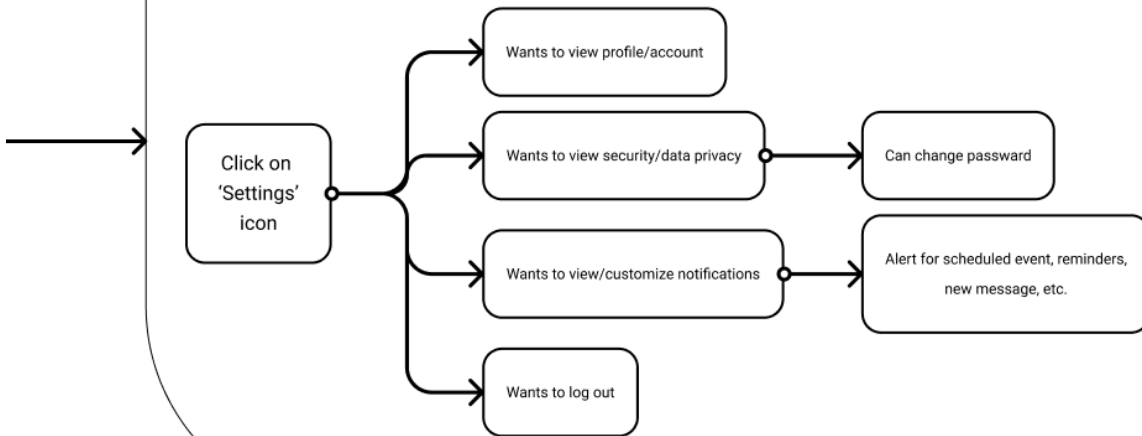 Wants to view profile/account
Click on
‘Settings’
icon
Wants to view security/data privacy
Can change passward
Wants to view/customize notifications
Alert for scheduled event, reminders,
new message, etc.
Wants to log out